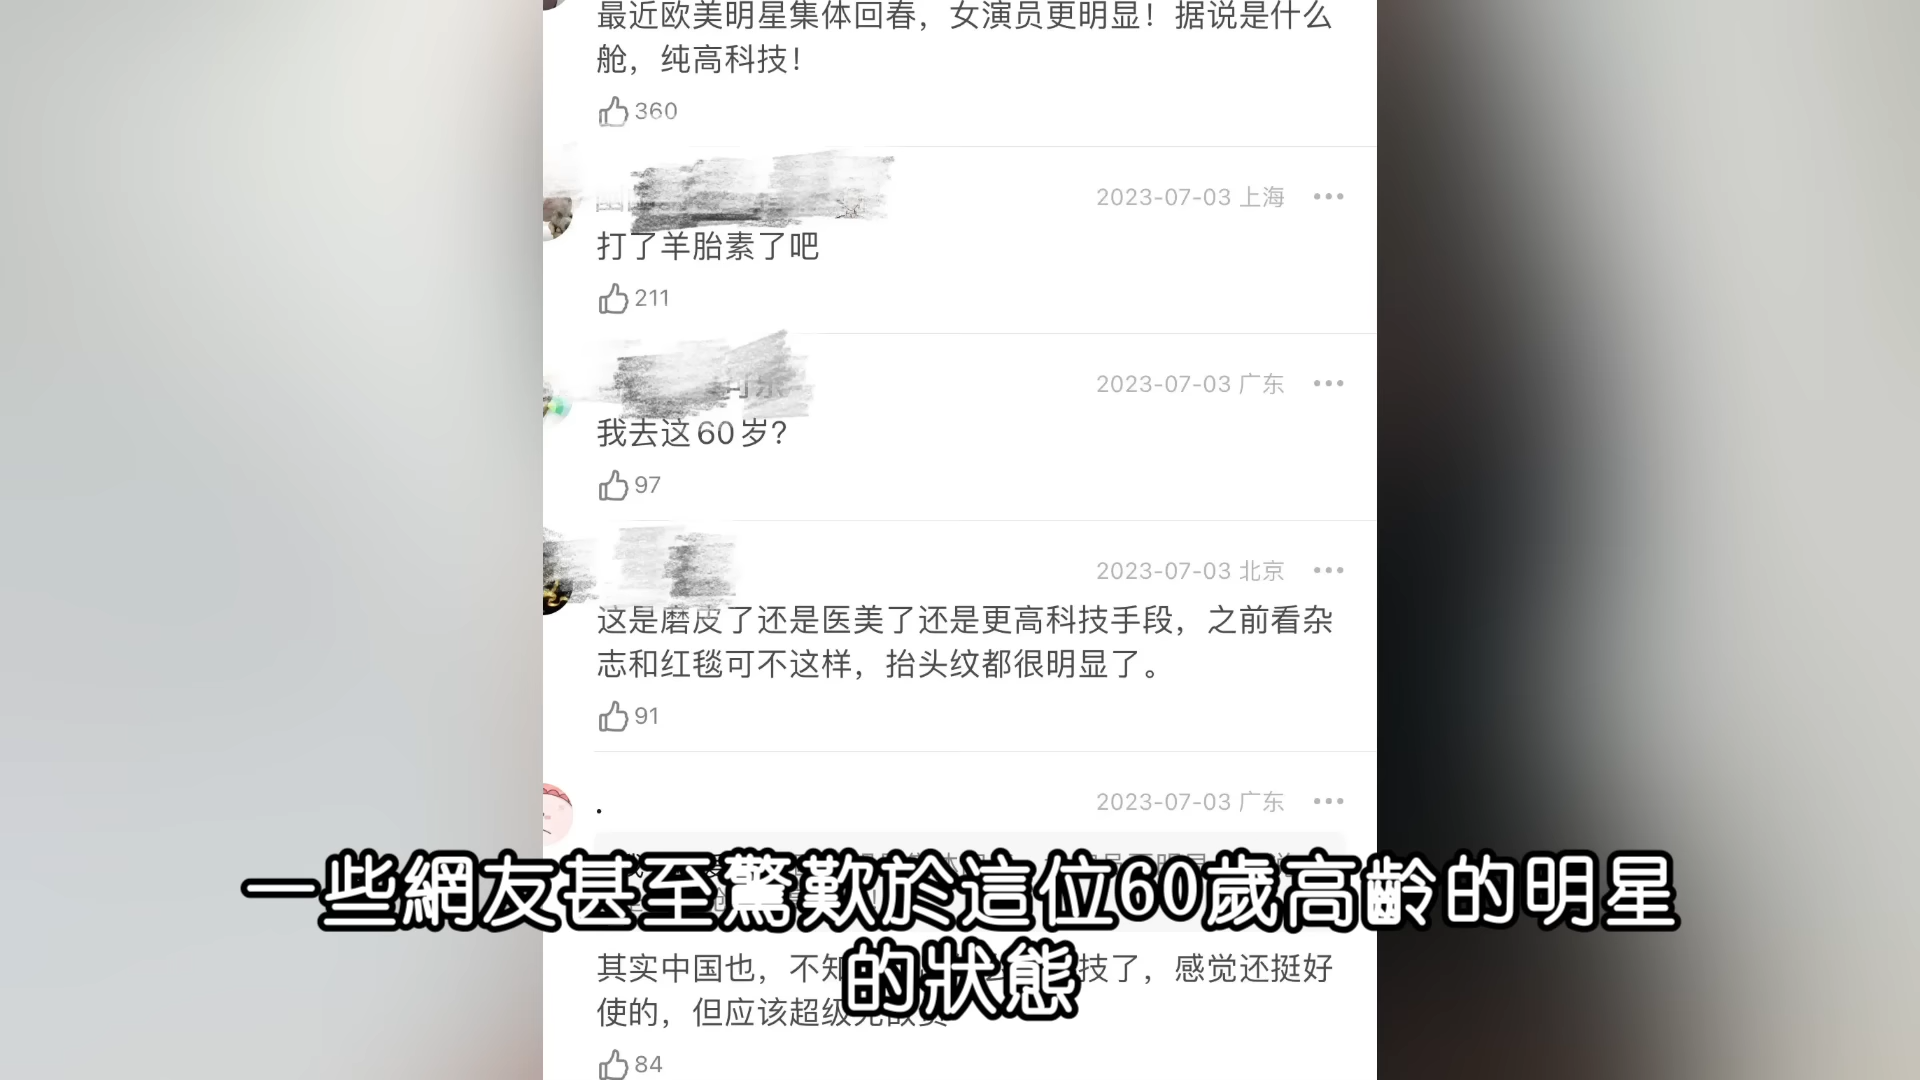 最近欧美明星集体回春，女演员更明显！据说是什么
舱，纯高科技！
360
2023-07-03 上海
打了羊胎素了吧
211
2023-07-03 广东
我去这60岁？
97
2023-07-03 北京
这是磨皮了还是医美了还是更高科技手段，之前看杂
志和红毯可不这样，抬头纹都很明显了。
91
.
2023-07-03 广东
一些網友甚至驚歎於這位60歲高齡的明星
的狀態
其实中国也，不知 技了，感觉还挺好
使的，但应该超级
84